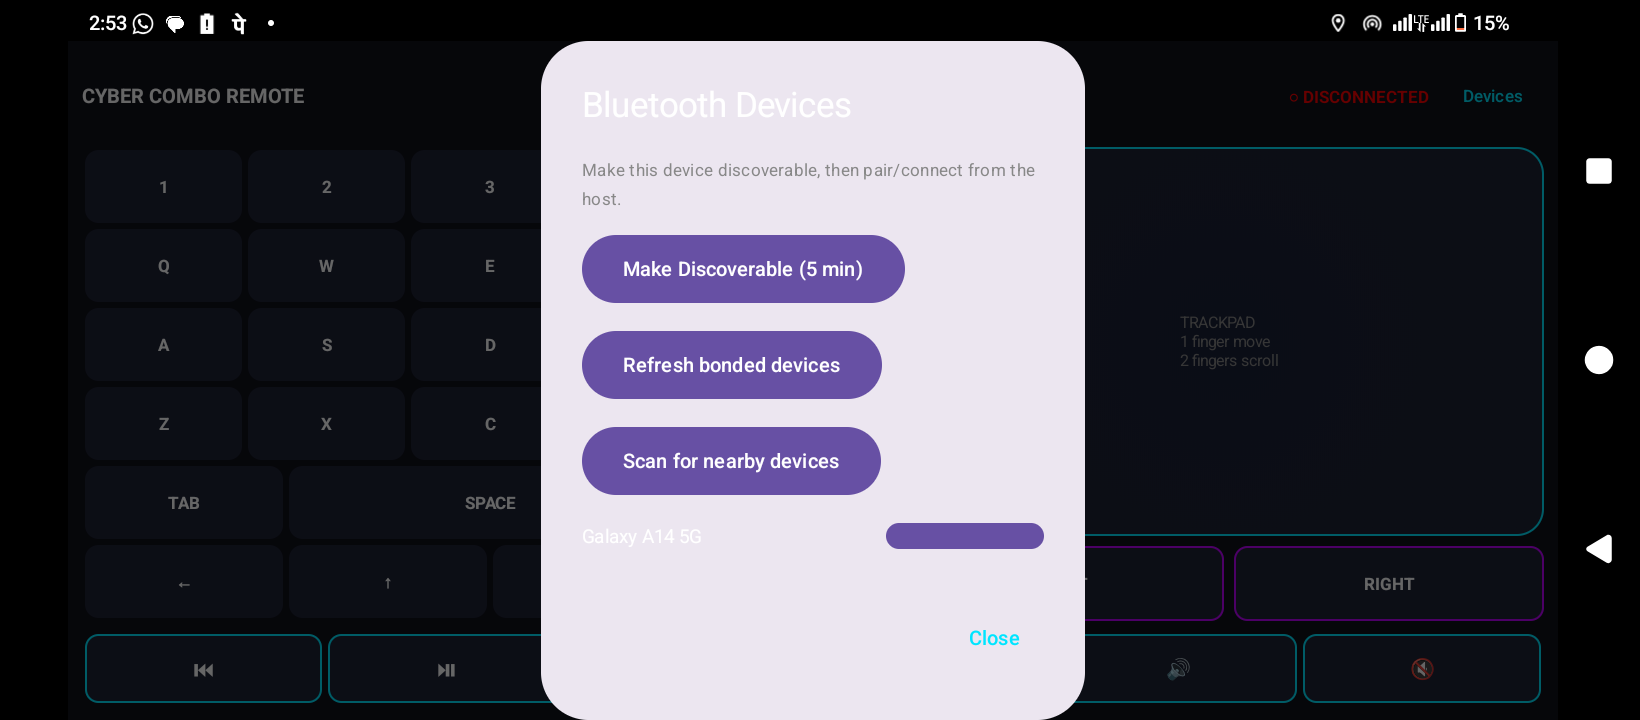 2:53 पे 15%
CYBER COMBO REMOTE
○ DISCONNECTED
Devices
Bluetooth Devices
Make this device discoverable, then pair/connect from the
host.
Make Discoverable (5 min)
Refresh bonded devices
Scan for nearby devices
Galaxy A14 5G
Close
1 2 3
Q W E
A S D
Z X C
TAB SPACE
← ↑
TRACKPAD
1 finger move
2 fingers scroll
RIGHT
LTE